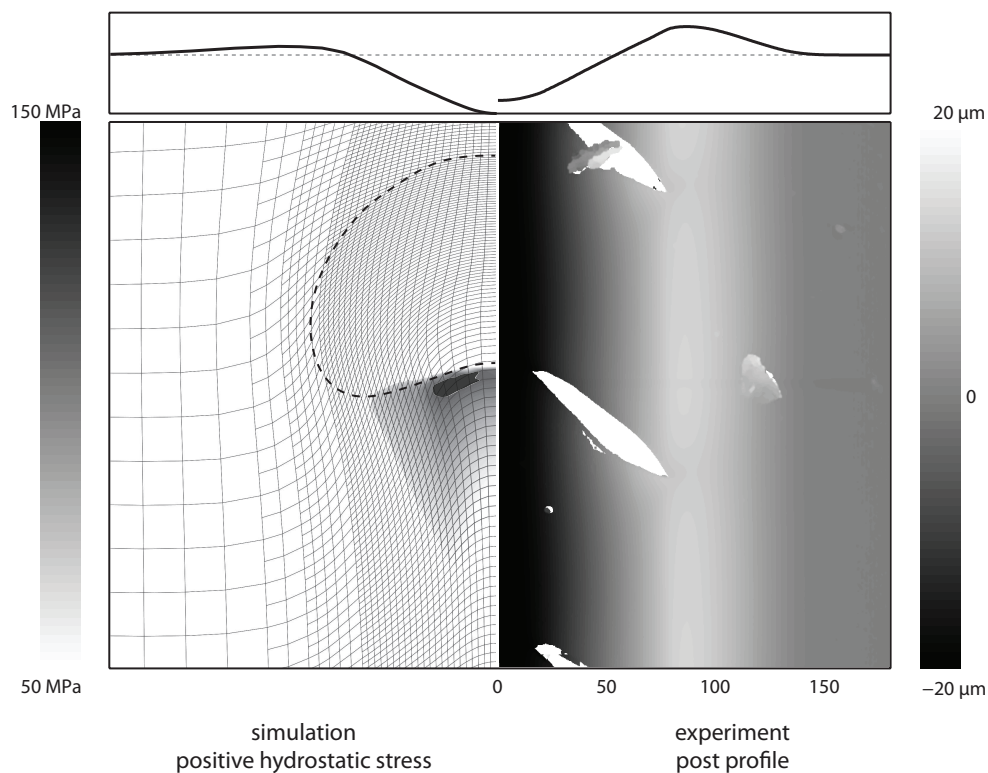 150 MPa
20 µm
0
50 MPa
0
50
100
150
−20 µm
simulation
positive hydrostatic stress
experiment
post profile